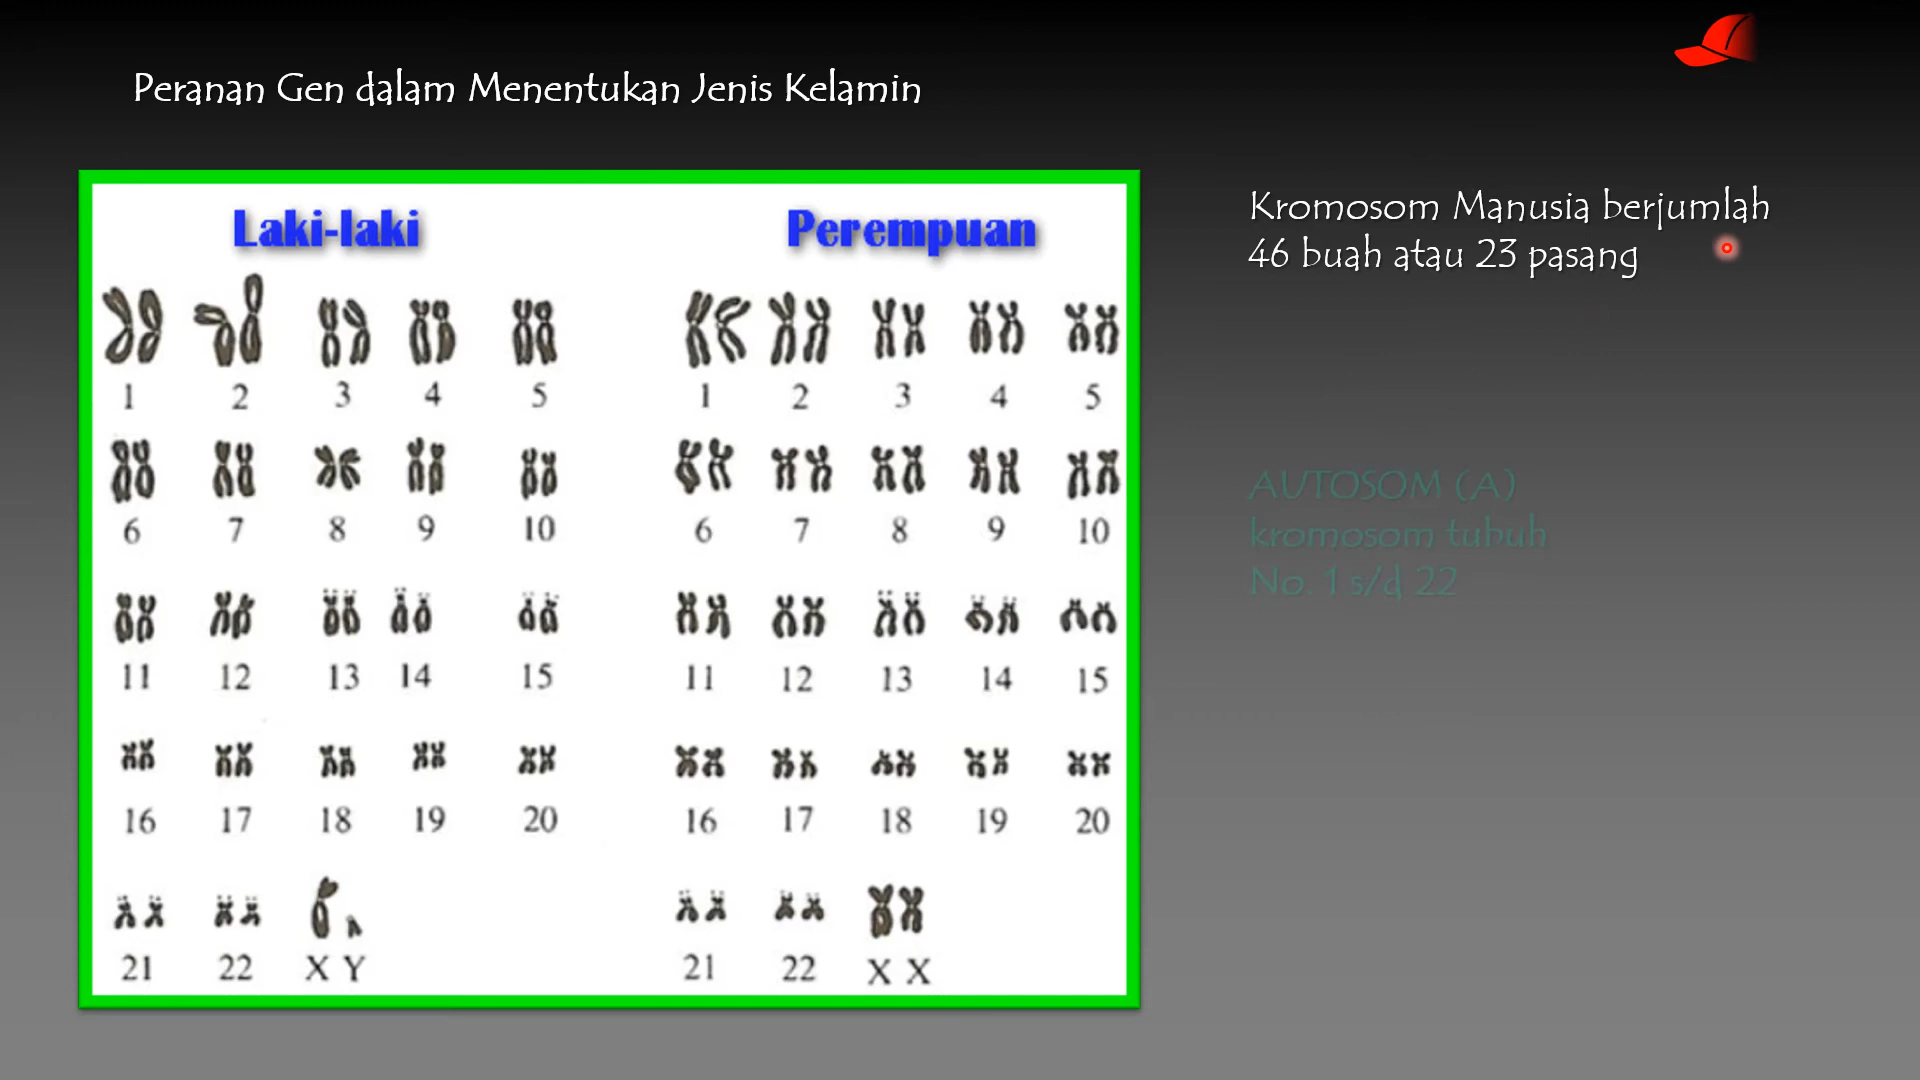 Peranan Gen dalam Menentukan Jenis Kelamin
Laki-laki
1 2 3 4 5
6 7 8 9 10
11 12 13 14 15
16 17 18 19 20
21 22 X Y
Perempuan
1 2 3 4 5
6 7 8 9 10
11 12 13 14 15
16 17 18 19 20
21 22 X X
Kromosom Manusia berjumlah
46 buah atau 23 pasang
AUTOSOM (A)
kromosom tubuh
No. 1 s/d 22